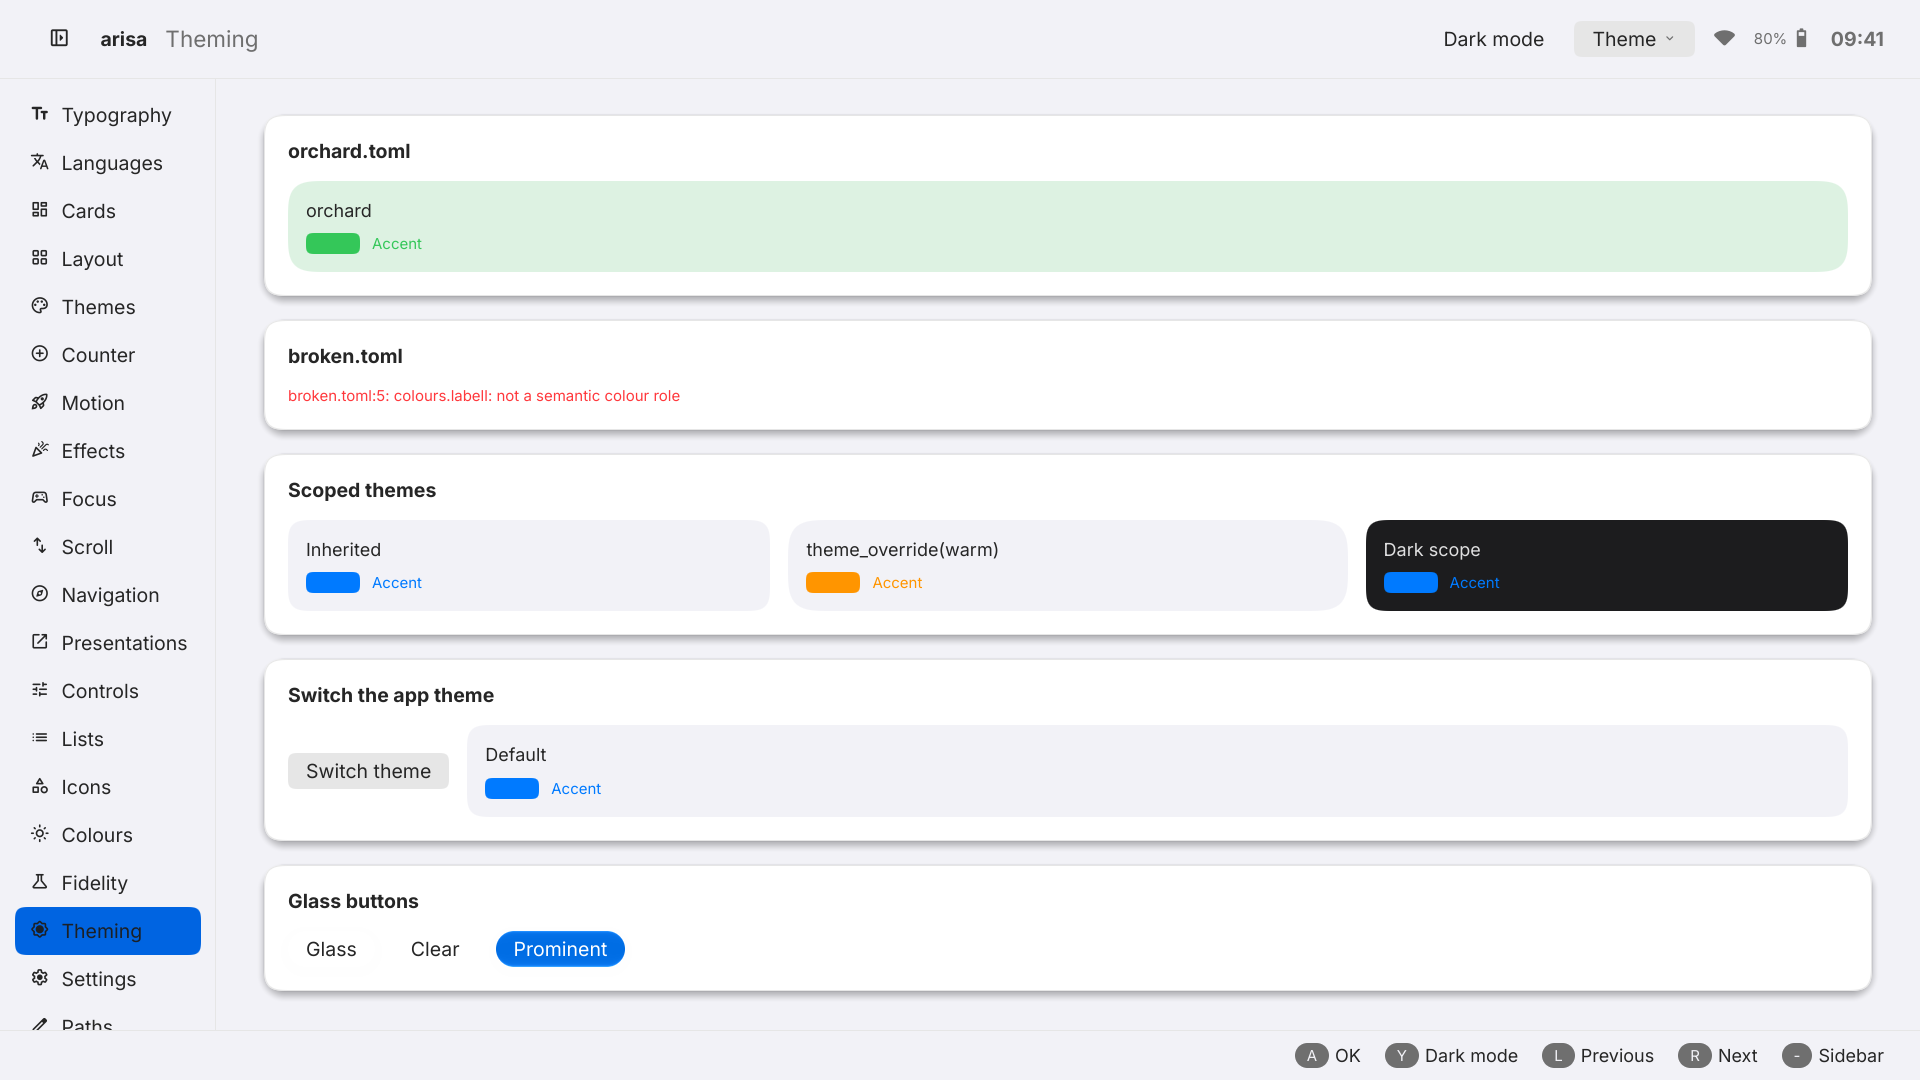 arisa Theming
Dark mode
Theme
80%
09:41
Typography
Languages
Cards
Layout
Themes
Counter
Motion
Effects
Focus
Scroll
Navigation
Presentations
Controls
Lists
Icons
Colours
Fidelity
Theming
Settings
Paths
orchard.toml
orchard
Accent
broken.toml
broken.toml:5: colours.labell: not a semantic colour role
Scoped themes
Inherited
Accent
theme_override(warm)
Accent
Dark scope
Accent
Switch the app theme
Switch theme
Default
Accent
Glass buttons
Glass
Clear
Prominent
A OK
Y Dark mode
L Previous
R Next
- Sidebar